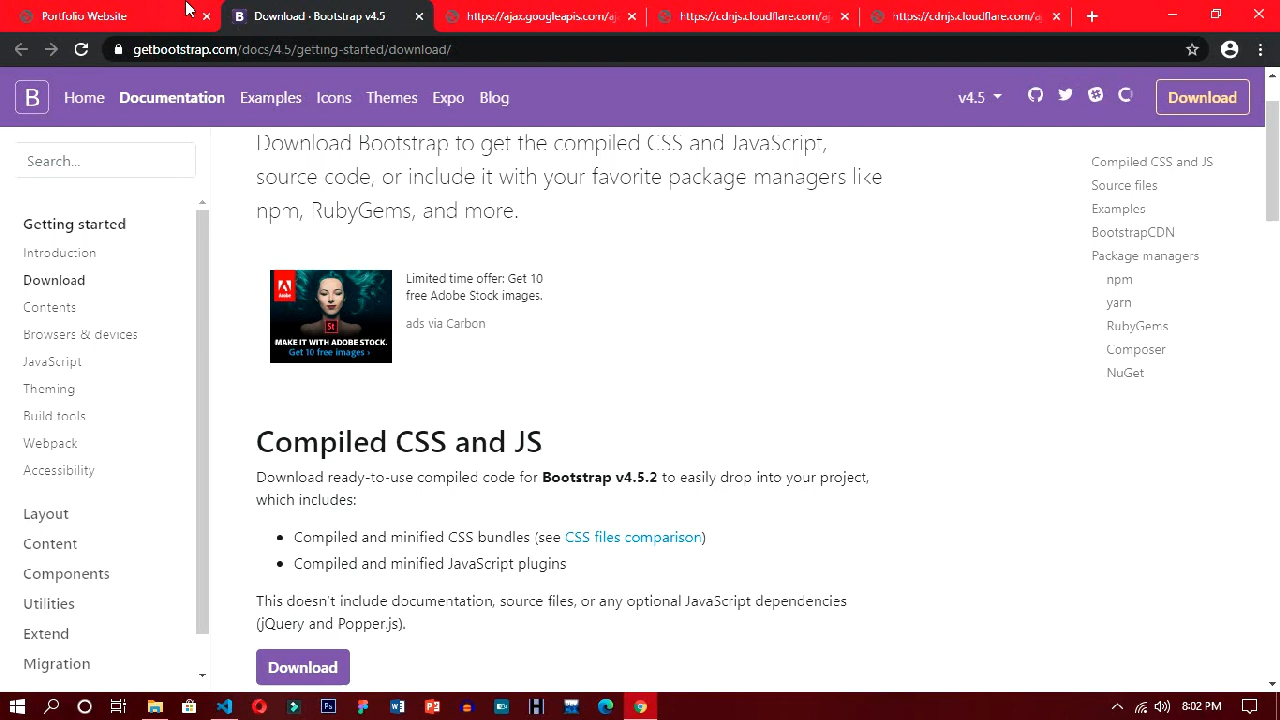 Portfolio Website
Download · Bootstrap v4.5
https://ajax.googleapis.com/aj
https://cdnjs.cloudflare.com/aj
https://cdnjs.cloudflare.com/aj
getbootstrap.com/docs/4.5/getting-started/download/
B Home Documentation Examples Icons Themes Expo Blog v4.5 Download
Search...
Getting started
Introduction
Download
Contents
Browsers & devices
JavaScript
Theming
Build tools
Webpack
Accessibility
Layout
Content
Components
Utilities
Extend
Migration
Download Bootstrap to get the compiled CSS and JavaScript,
source code, or include it with your favorite package managers like
npm, RubyGems, and more.
Adobe
St
MAKE IT WITH ADOBE STOCK.
Get 10 free images ›
Limited time offer: Get 10
free Adobe Stock images.
ads via Carbon
Compiled CSS and JS
Download ready-to-use compiled code for Bootstrap v4.5.2 to easily drop into your project,
which includes:
Compiled and minified CSS bundles (see CSS files comparison)
Compiled and minified JavaScript plugins
This doesn't include documentation, source files, or any optional JavaScript dependencies
(jQuery and Popper.js).
Download
Compiled CSS and JS
Source files
Examples
BootstrapCDN
Package managers
npm
yarn
RubyGems
Composer
NuGet
8:02 PM